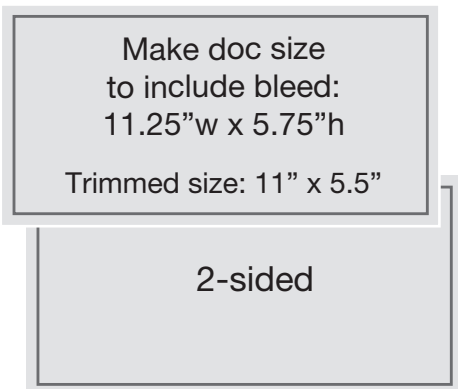 Make doc size
to include bleed:
11.25”w x 5.75”h
Trimmed size: 11” x 5.5”
2-sided